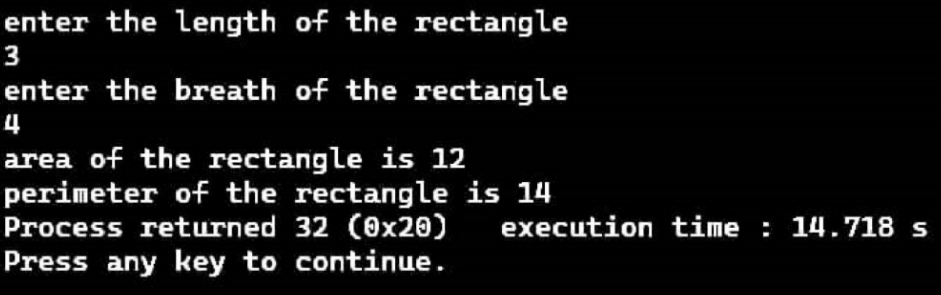 enter the length of the rectangle
3
enter the breath of the rectangle
4
area of the rectangle is 12
perimeter of the rectangle is 14
Process returned 32 (0x20)   execution time : 14.718 s
Press any key to continue.